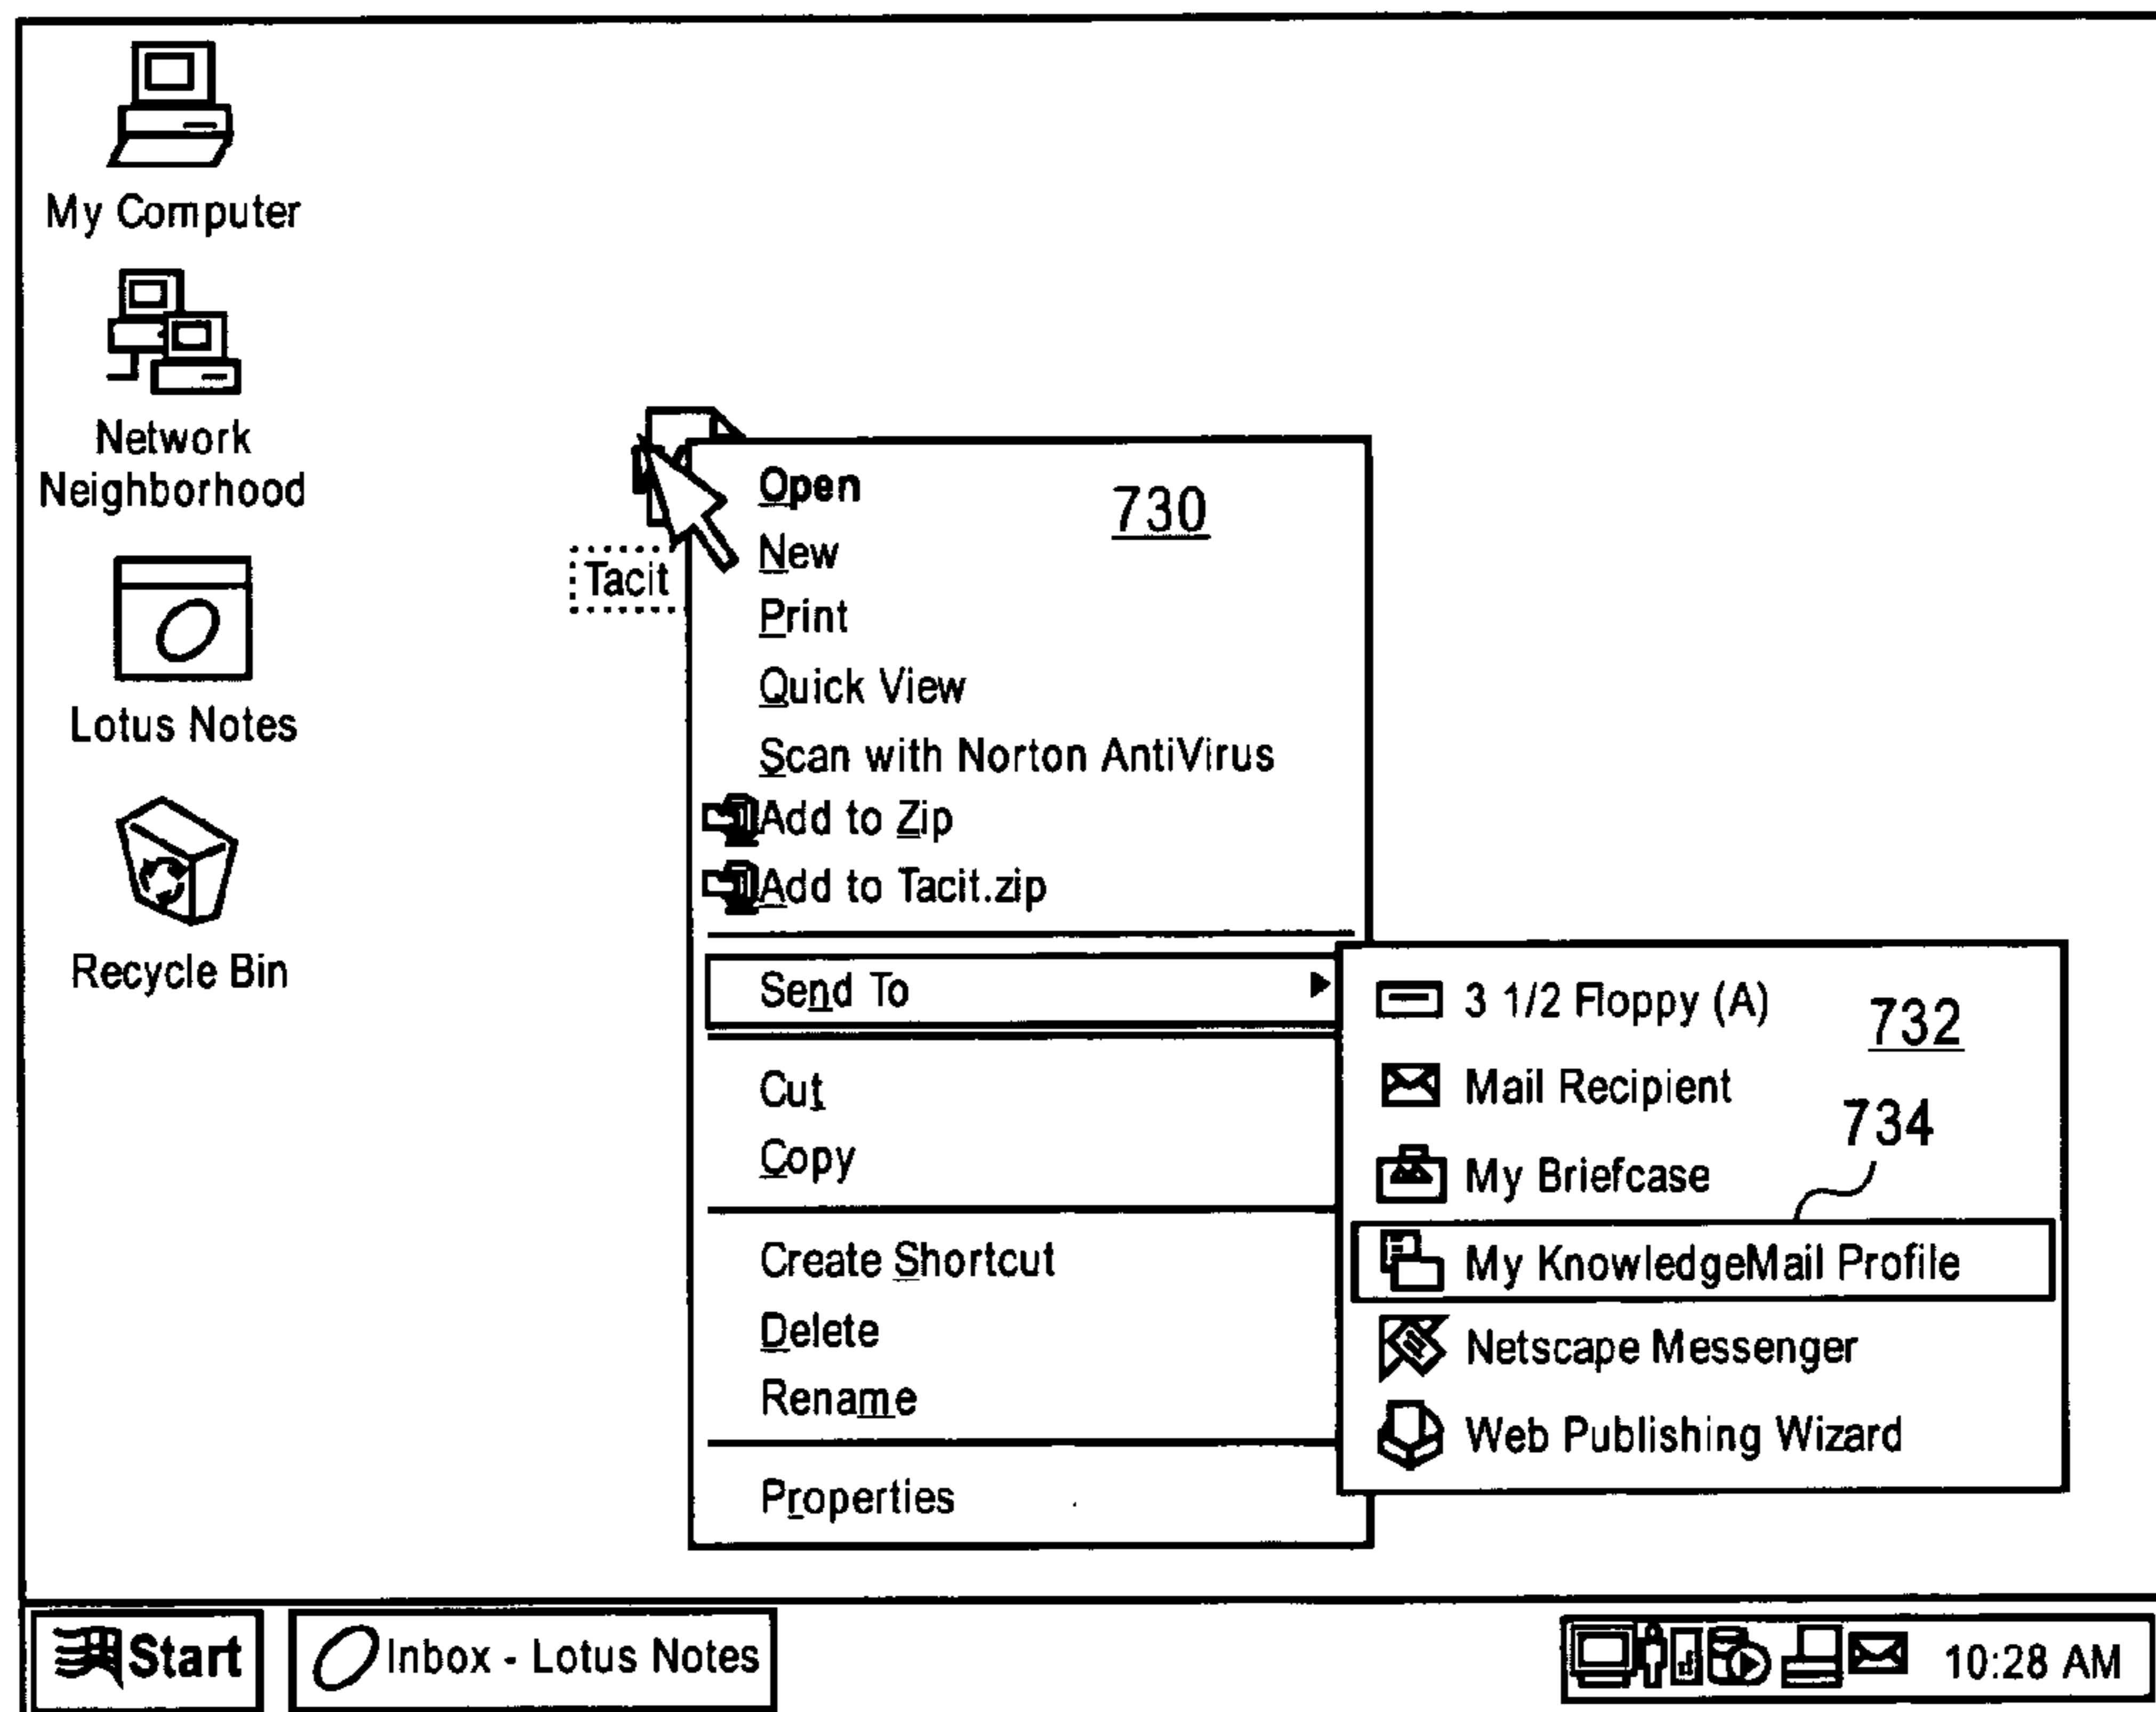 My Computer
Network
Neighborhood
Lotus Notes
Recycle Bin
Tacit
Open
730
New
Print
Quick View
Scan with Norton AntiVirus
Add to Zip
Add to Tacit.zip
Send To
Cut
Copy
Create Shortcut
Delete
Rename
Properties
3 1/2 Floppy (A)
732
Mail Recipient
734
My Briefcase
My KnowledgeMail Profile
Netscape Messenger
Web Publishing Wizard
Start
Inbox - Lotus Notes
10:28 AM